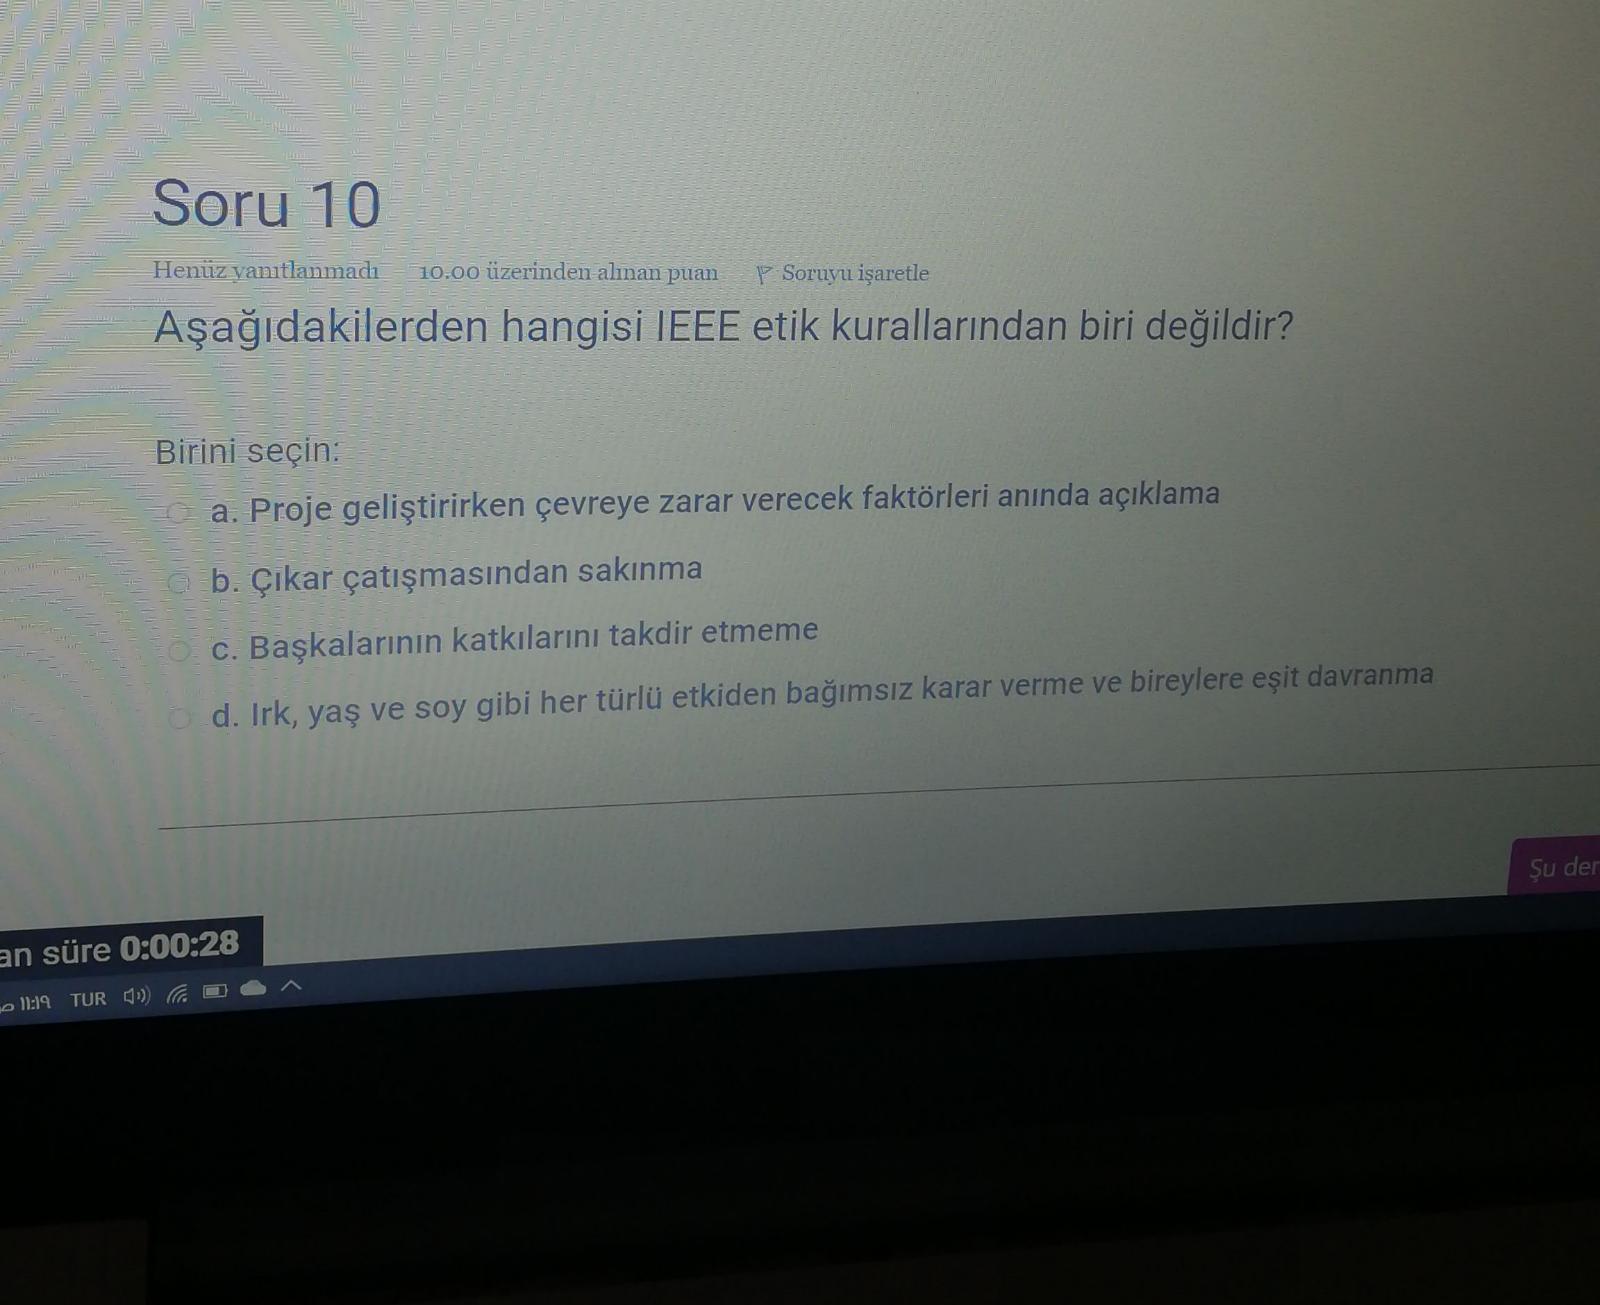 Soru 10
Henüz yanıtlanmadı 10.00 üzerinden alınan puan Soruyu işaretle
Aşağıdakilerden hangisi IEEE etik kurallarından biri değildir?
Birini seçin:
a. Proje geliştirirken çevreye zarar verecek faktörleri anında açıklama
b. Çıkar çatışmasından sakınma
c. Başkalarının katkılarını takdir etmeme
d. Irk, yaş ve soy gibi her türlü etkiden bağımsız karar verme ve bireylere eşit davranma
Şu
an süre 0:00:28
١١:١٩ TUR